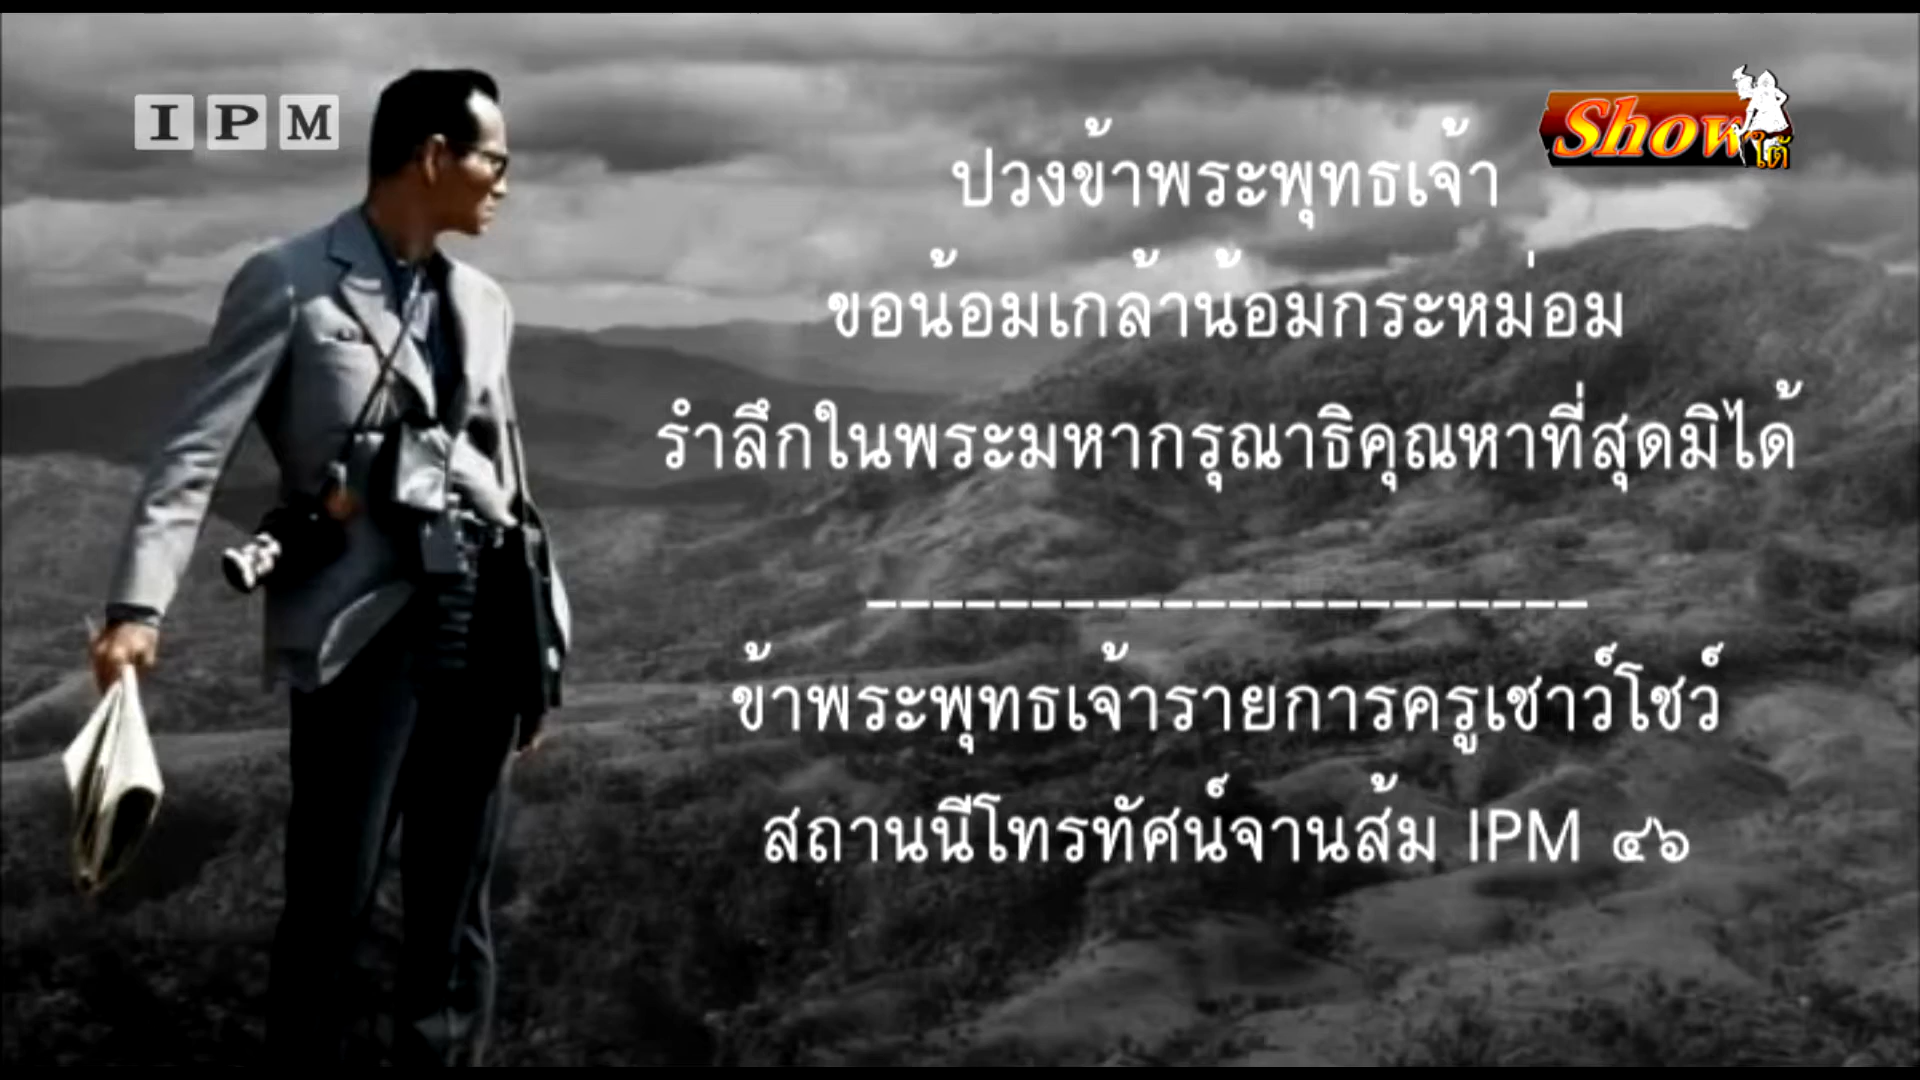 IPM
Show
ใต้
ปวงข้าพระพุทธเจ้า
ขอน้อมเกล้าน้อมกระหม่อม
รำลึกในพระมหากรุณาธิคุณหาที่สุดมิได้
-----------------------
ข้าพระพุทธเจ้ารายการครูเชาว์โชว์
สถานนีโทรทัศน์จานส้ม IPM ๔๖